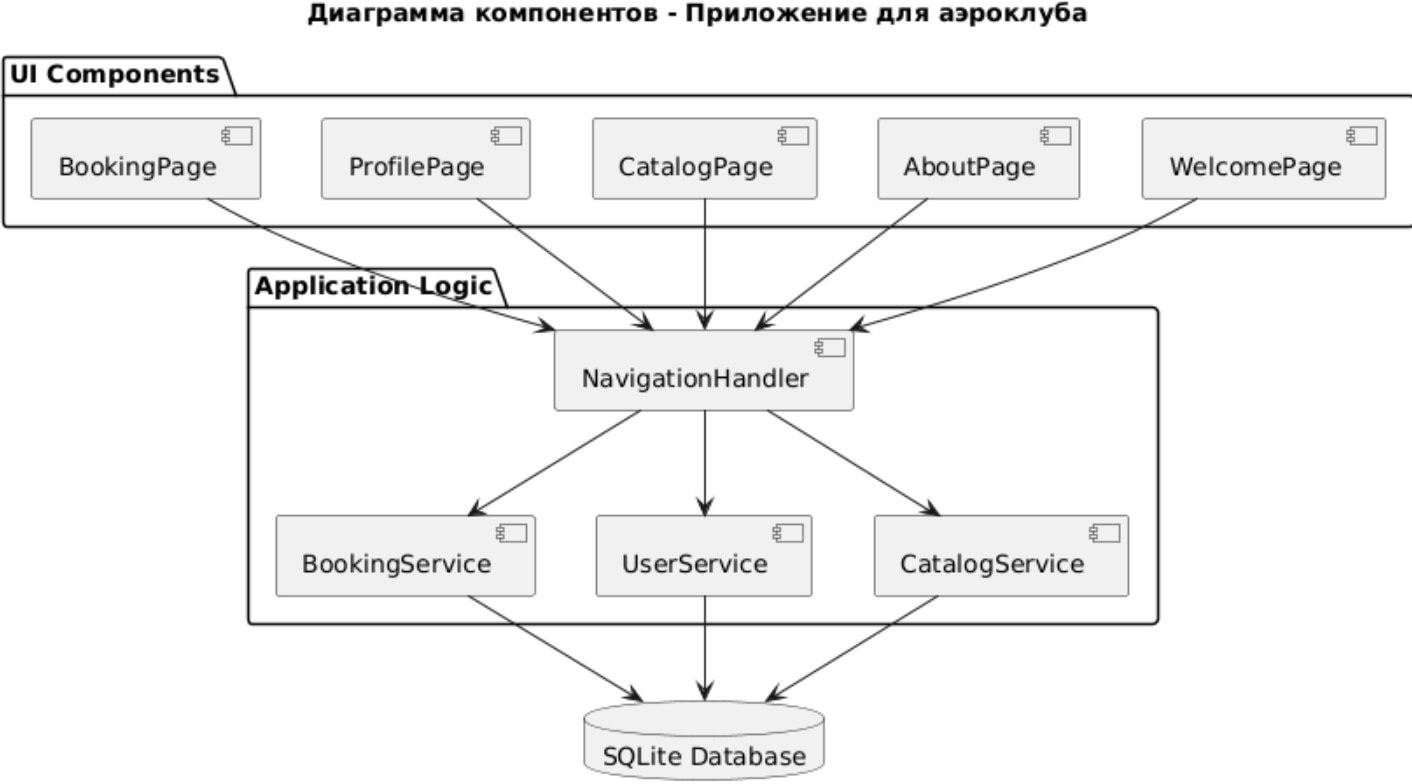 Диаграмма компонентов - Приложение для аэроклуба
UI Components
BookingPage
ProfilePage
CatalogPage
AboutPage
WelcomePage
Application Logic
NavigationHandler
BookingService
UserService
CatalogService
SQLite Database